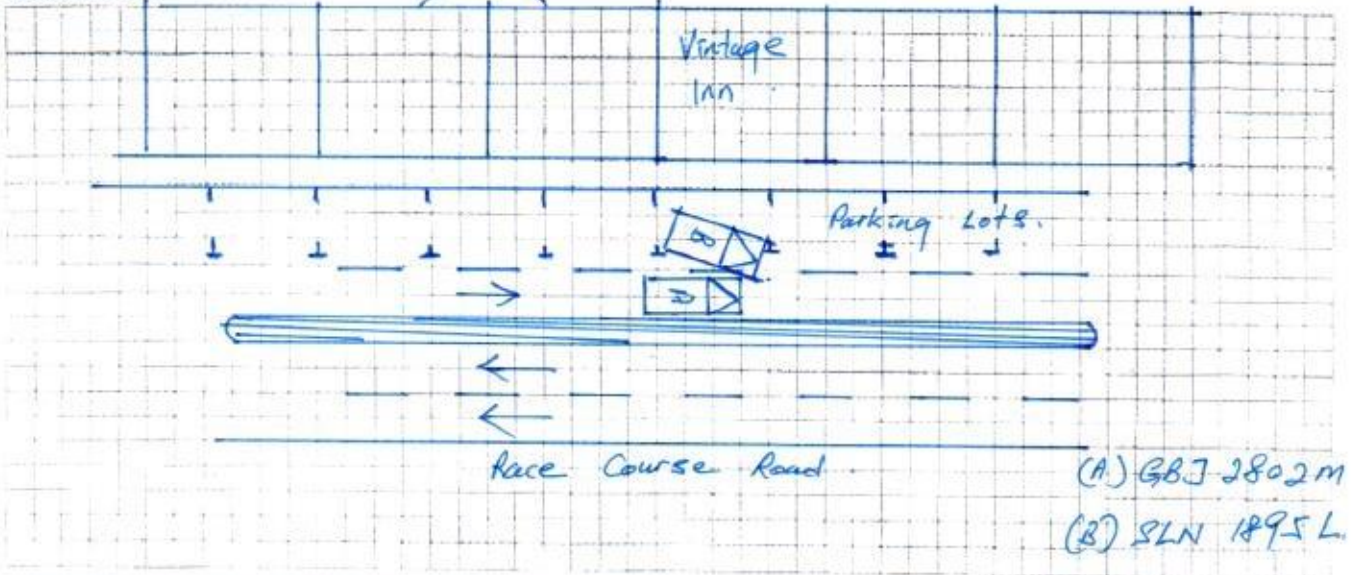 Vintage
Inn
Parking Lots.
B
A
Race Course Road
(A) GBJ 2802M
(B) SLN 1895L